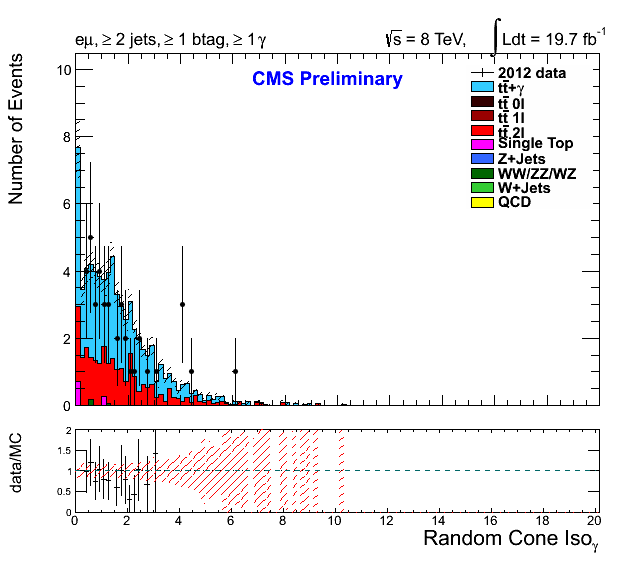 eμ, ≥ 2 jets, ≥ 1 btag, ≥ 1 γ
√s = 8 TeV, ∫ Ldt = 19.7 fb⁻¹
CMS Preliminary
Number of Events
10
8
6
4
2
0
2012 data
tt̄+γ
tt̄ 0l
tt̄ 1l
tt̄ 2l
Single Top
Z+Jets
WW/ZZ/WZ
W+Jets
QCD
data/MC
2
1.5
1
0.5
0
0 2 4 6 8 10 12 14 16 18 20
Random Cone Isoγ